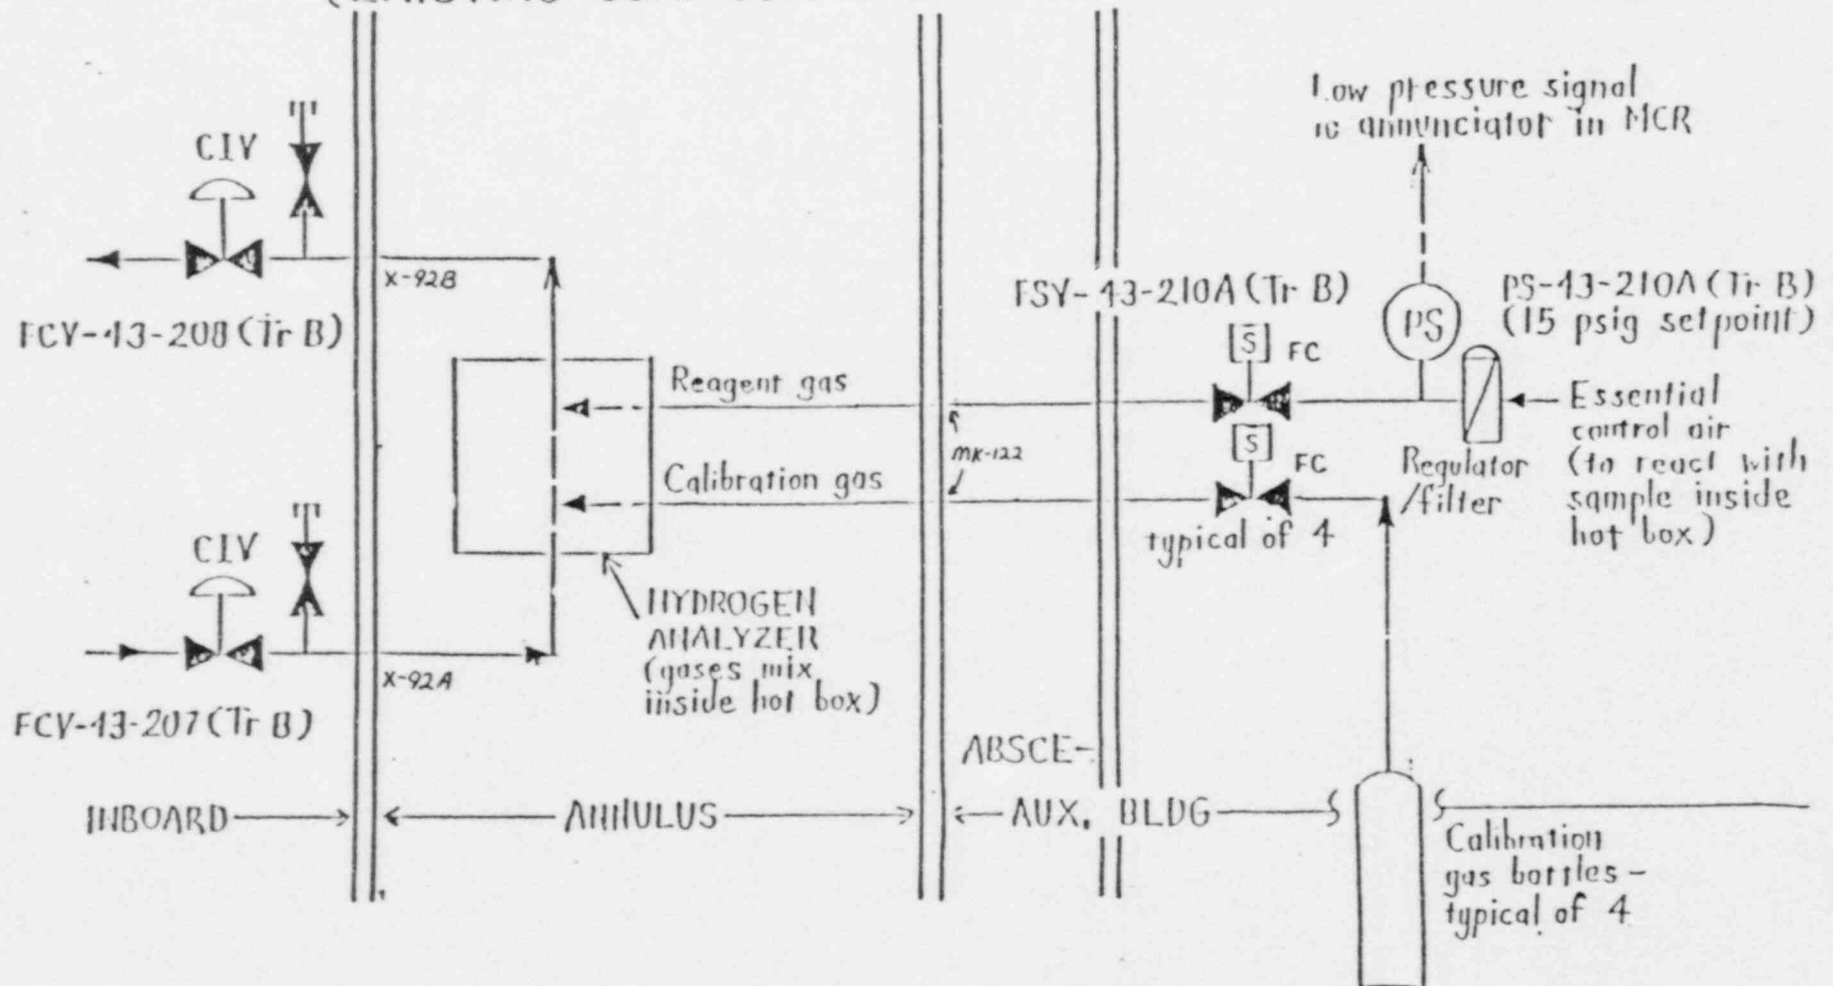 Low pressure signal
to annunciator in MCR
CIV
X-92B
FCV-43-208 (Tr B)
FSV-43-210A (Tr B)
PS-43-210A (Tr B)
(15 psig setpoint)
PS
S
FC
Reagent gas
Essential
control air
(to react with
sample inside
hot box)
MK-122
S
FC
Regulator
/filter
Calibration gas
typical of 4
CIV
HYDROGEN
ANALYZER
(gases mix
inside hot box)
X-92A
FCV-43-207 (Tr B)
ABSCE-
INBOARD
ANNULUS
AUX. BLDG
Calibration
gas bottles-
typical of 4